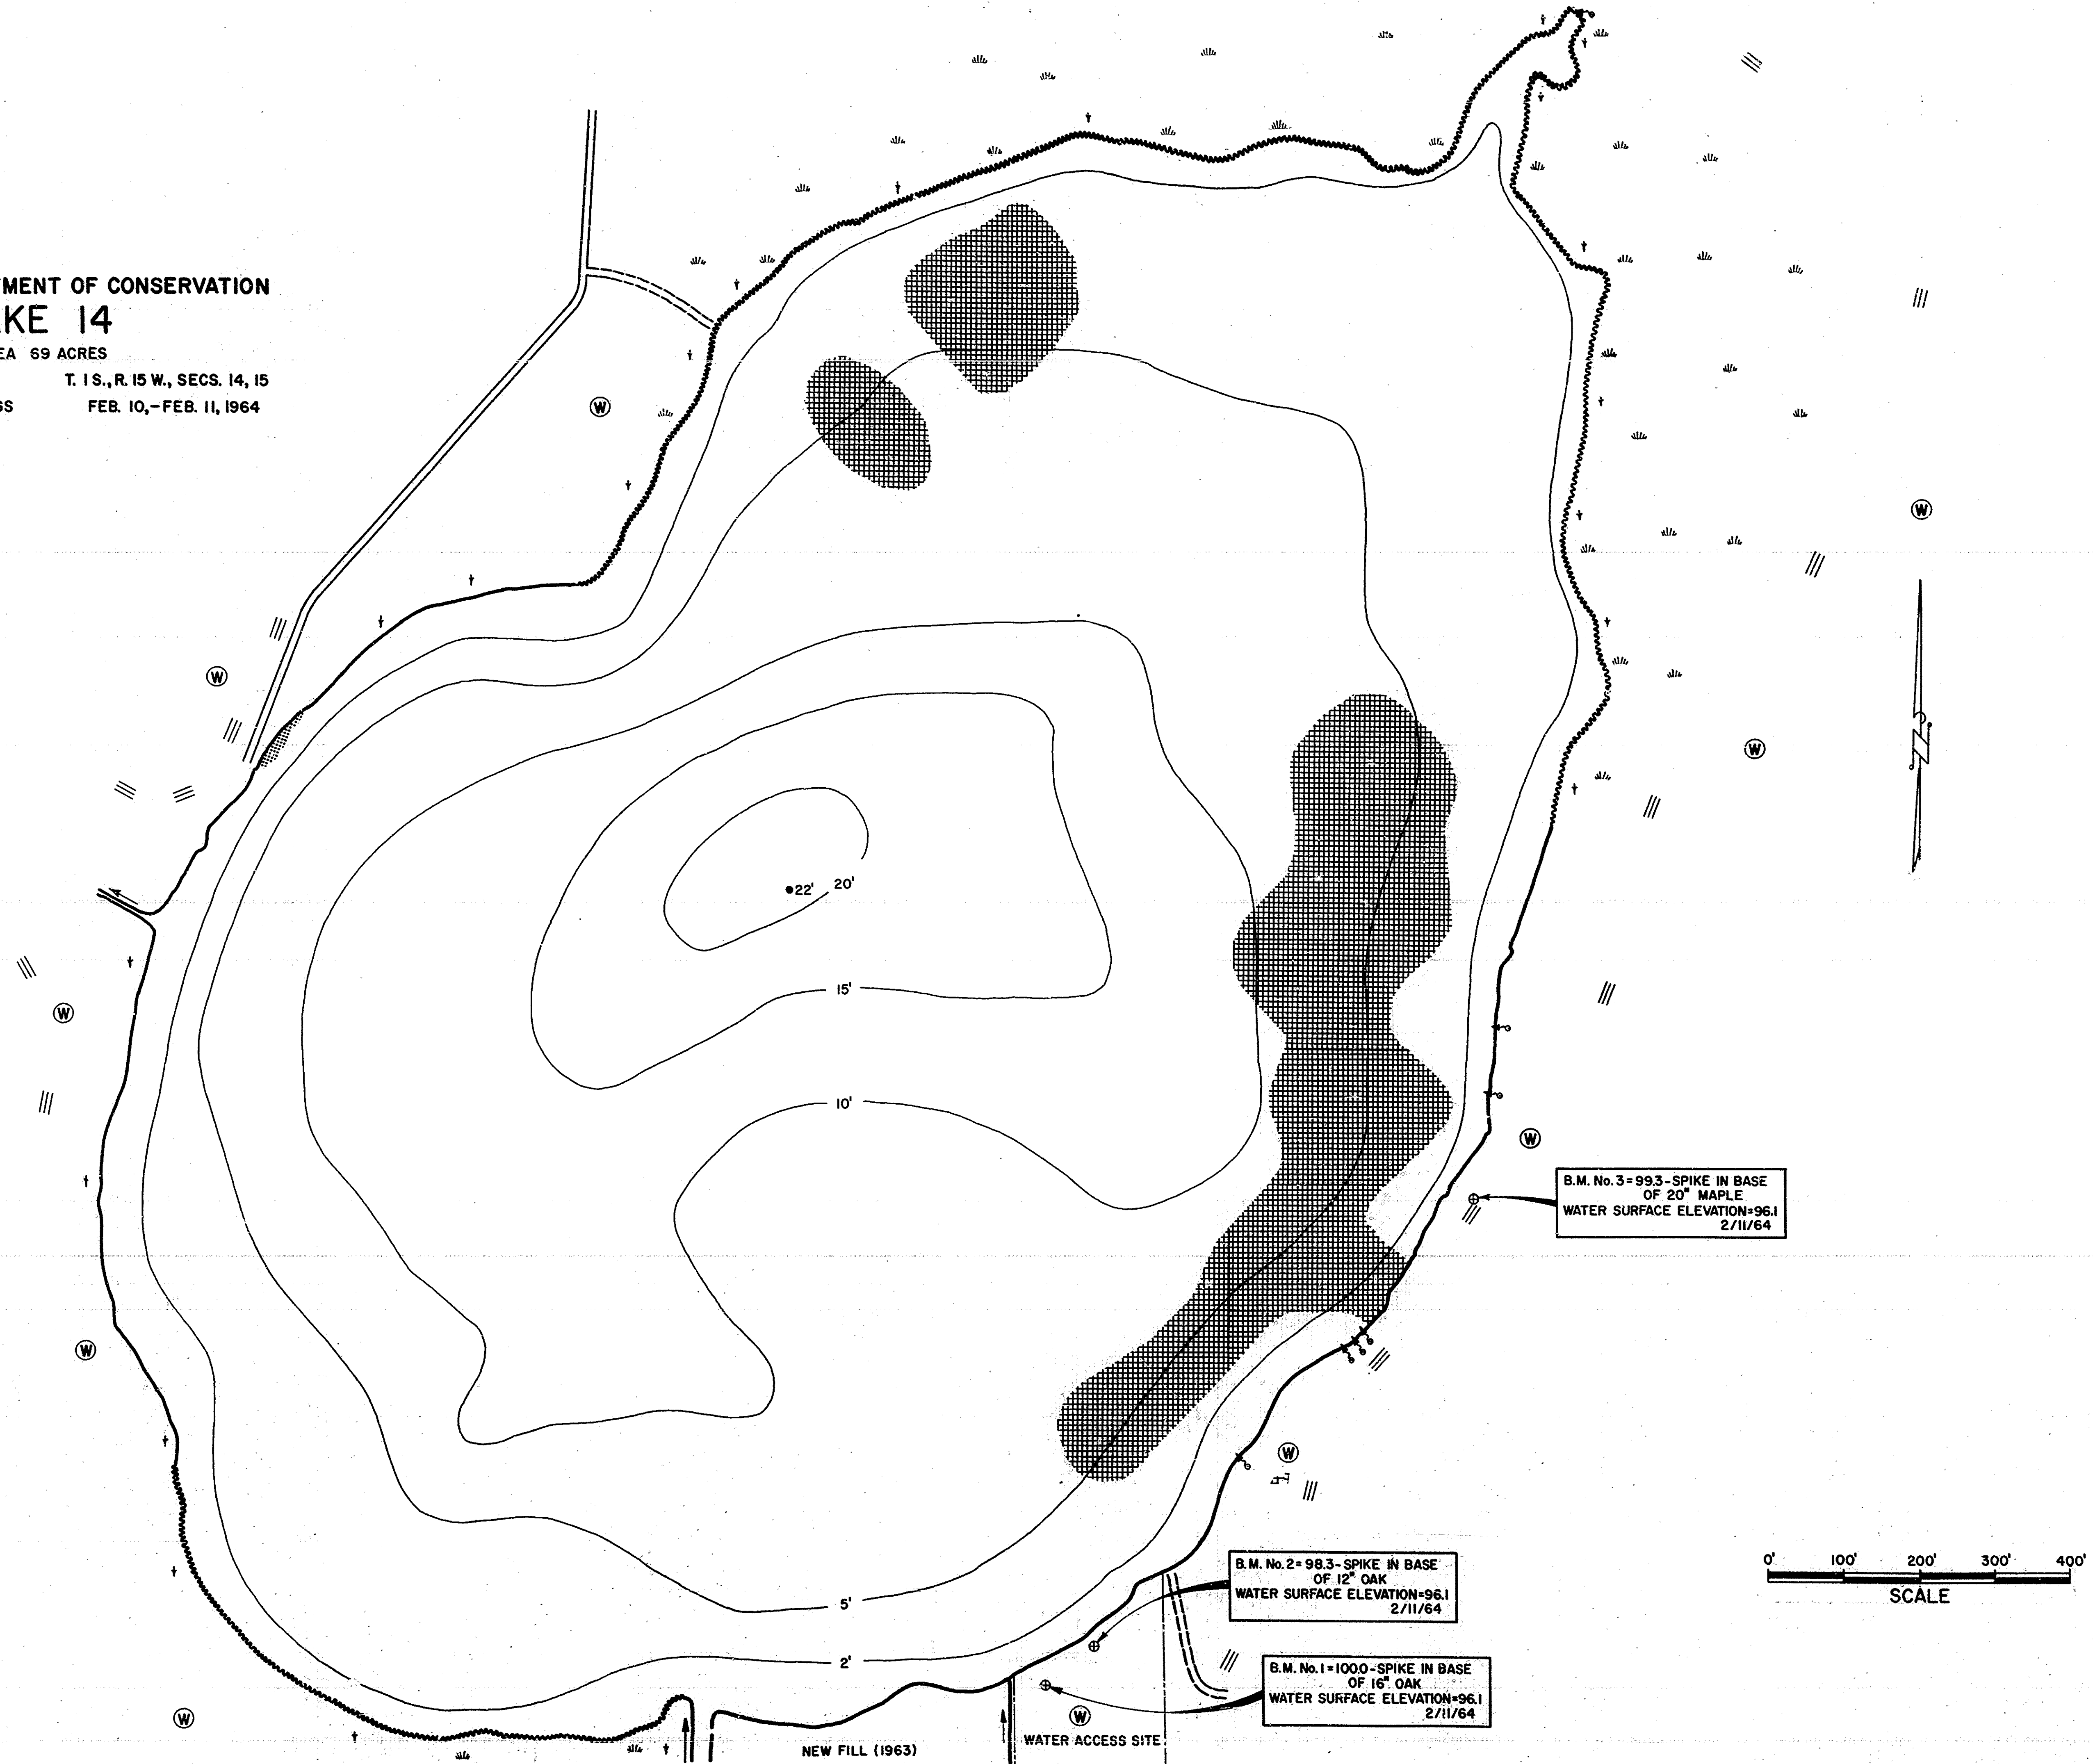 MENT OF CONSERVATION
KE 14
EA 69 ACRES
T. 1 S., R. 15 W., SECS. 14, 15
GS FEB. 10,-FEB. 11, 1964
W
W
W
W
W
N
22' 20'
15'
10'
W
W
B.M. No. 3 = 99.3-SPIKE IN BASE
OF 20" MAPLE
WATER SURFACE ELEVATION=96.1
2/11/64
W
W
B.M. No. 2 = 98.3-SPIKE IN BASE
OF 12" OAK
WATER SURFACE ELEVATION=96.1
2/11/64
0' 100' 200' 300' 400'
SCALE
5'
2'
B.M. No. 1 = 100.0-SPIKE IN BASE
OF 16" OAK
WATER SURFACE ELEVATION=96.1
2/11/64
W
W
WATER ACCESS SITE
NEW FILL (1963)